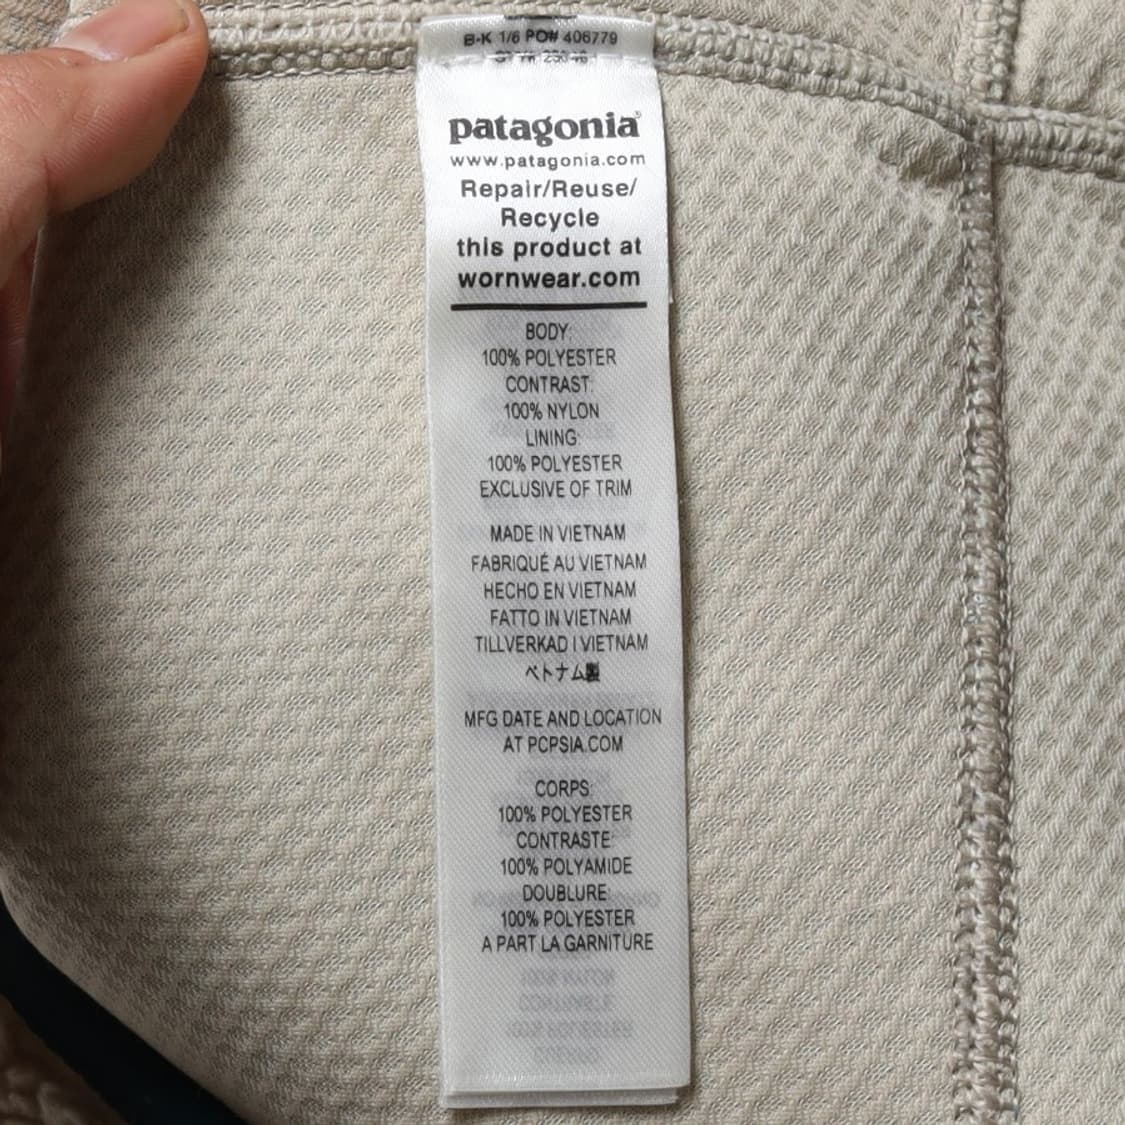 B-K 1/6 PO# 406779
patagonia®
www.patagonia.com
Repair/Reuse/
Recycle
this product at
wornwear.com
BODY:
100% POLYESTER
CONTRAST:
100% NYLON
LINING:
100% POLYESTER
EXCLUSIVE OF TRIM
MADE IN VIETNAM
FABRIQUÉ AU VIETNAM
HECHO EN VIETNAM
FATTO IN VIETNAM
TILLVERKAD I VIETNAM
ベトナム製
MFG DATE AND LOCATION
AT PCPSIA.COM
CORPS:
100% POLYESTER
CONTRASTE:
100% POLYAMIDE
DOUBLURE:
100% POLYESTER
A PART LA GARNITURE